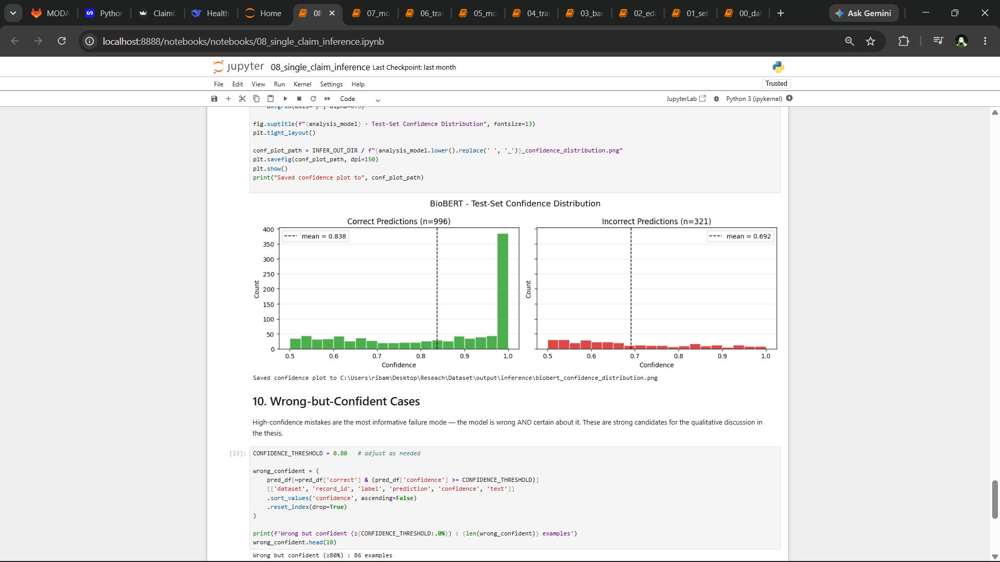 MODA
Python
Claim
Health
Home
08
07_mo
06_tra
05_mo
04_tra
03_bas
02_eda
01_set
00_dat
Ask Gemini
localhost:8888/notebooks/notebooks/08_single_claim_inference.ipynb
jupyter 08_single_claim_inference Last Checkpoint: last month
File Edit View Run Kernel Settings Help
Trusted
Code
JupyterLab
Python 3 (ipykernel)
ax.grid(axis='y', alpha=0.3)
fig.suptitle(f"{analysis_model} - Test-Set Confidence Distribution", fontsize=13)
plt.tight_layout()
conf_plot_path = INFER_OUT_DIR / f"{analysis_model.lower().replace(' ', '_')}_confidence_distribution.png"
plt.savefig(conf_plot_path, dpi=150)
plt.show()
print("Saved confidence plot to", conf_plot_path)
BioBERT - Test-Set Confidence Distribution
Correct Predictions (n=996)
mean = 0.838
400
350
300
250
200
150
100
50
0
Count
0.5 0.6 0.7 0.8 0.9 1.0
Confidence
Incorrect Predictions (n=321)
mean = 0.692
Count
0.5 0.6 0.7 0.8 0.9 1.0
Confidence
Saved confidence plot to C:\Users\ribam\Desktop\Reseach\Dataset\output\inference\biobert_confidence_distribution.png
10. Wrong-but-Confident Cases
High-confidence mistakes are the most informative failure mode — the model is wrong AND certain about it. These are strong candidates for the qualitative discussion in
the thesis.
[23]:
CONFIDENCE_THRESHOLD = 0.80 # adjust as needed
wrong_confident = (
pred_df[~pred_df['correct'] & (pred_df['confidence'] >= CONFIDENCE_THRESHOLD)]
[['dataset', 'record_id', 'label', 'prediction', 'confidence', 'text']]
.sort_values('confidence', ascending=False)
.reset_index(drop=True)
)
print(f'Wrong but confident (≥{CONFIDENCE_THRESHOLD:.0%}) : {len(wrong_confident)} examples')
wrong_confident.head(10)
Wrong but confident (≥80%) : 86 examples